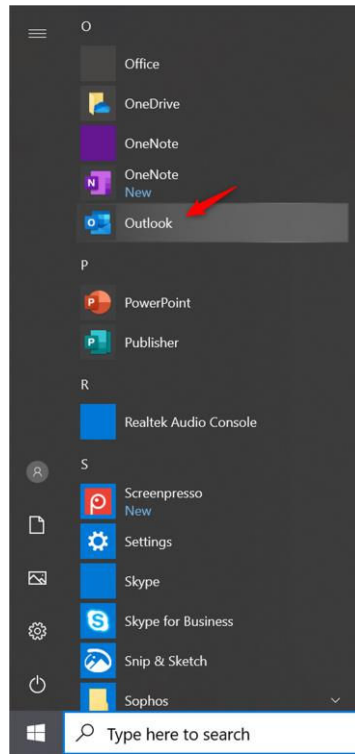 O
Office
OneDrive
OneNote
OneNote
New
Outlook
P
PowerPoint
Publisher
R
Realtek Audio Console
S
Screenpresso
New
Settings
Skype
Skype for Business
Snip & Sketch
Sophos
Type here to search